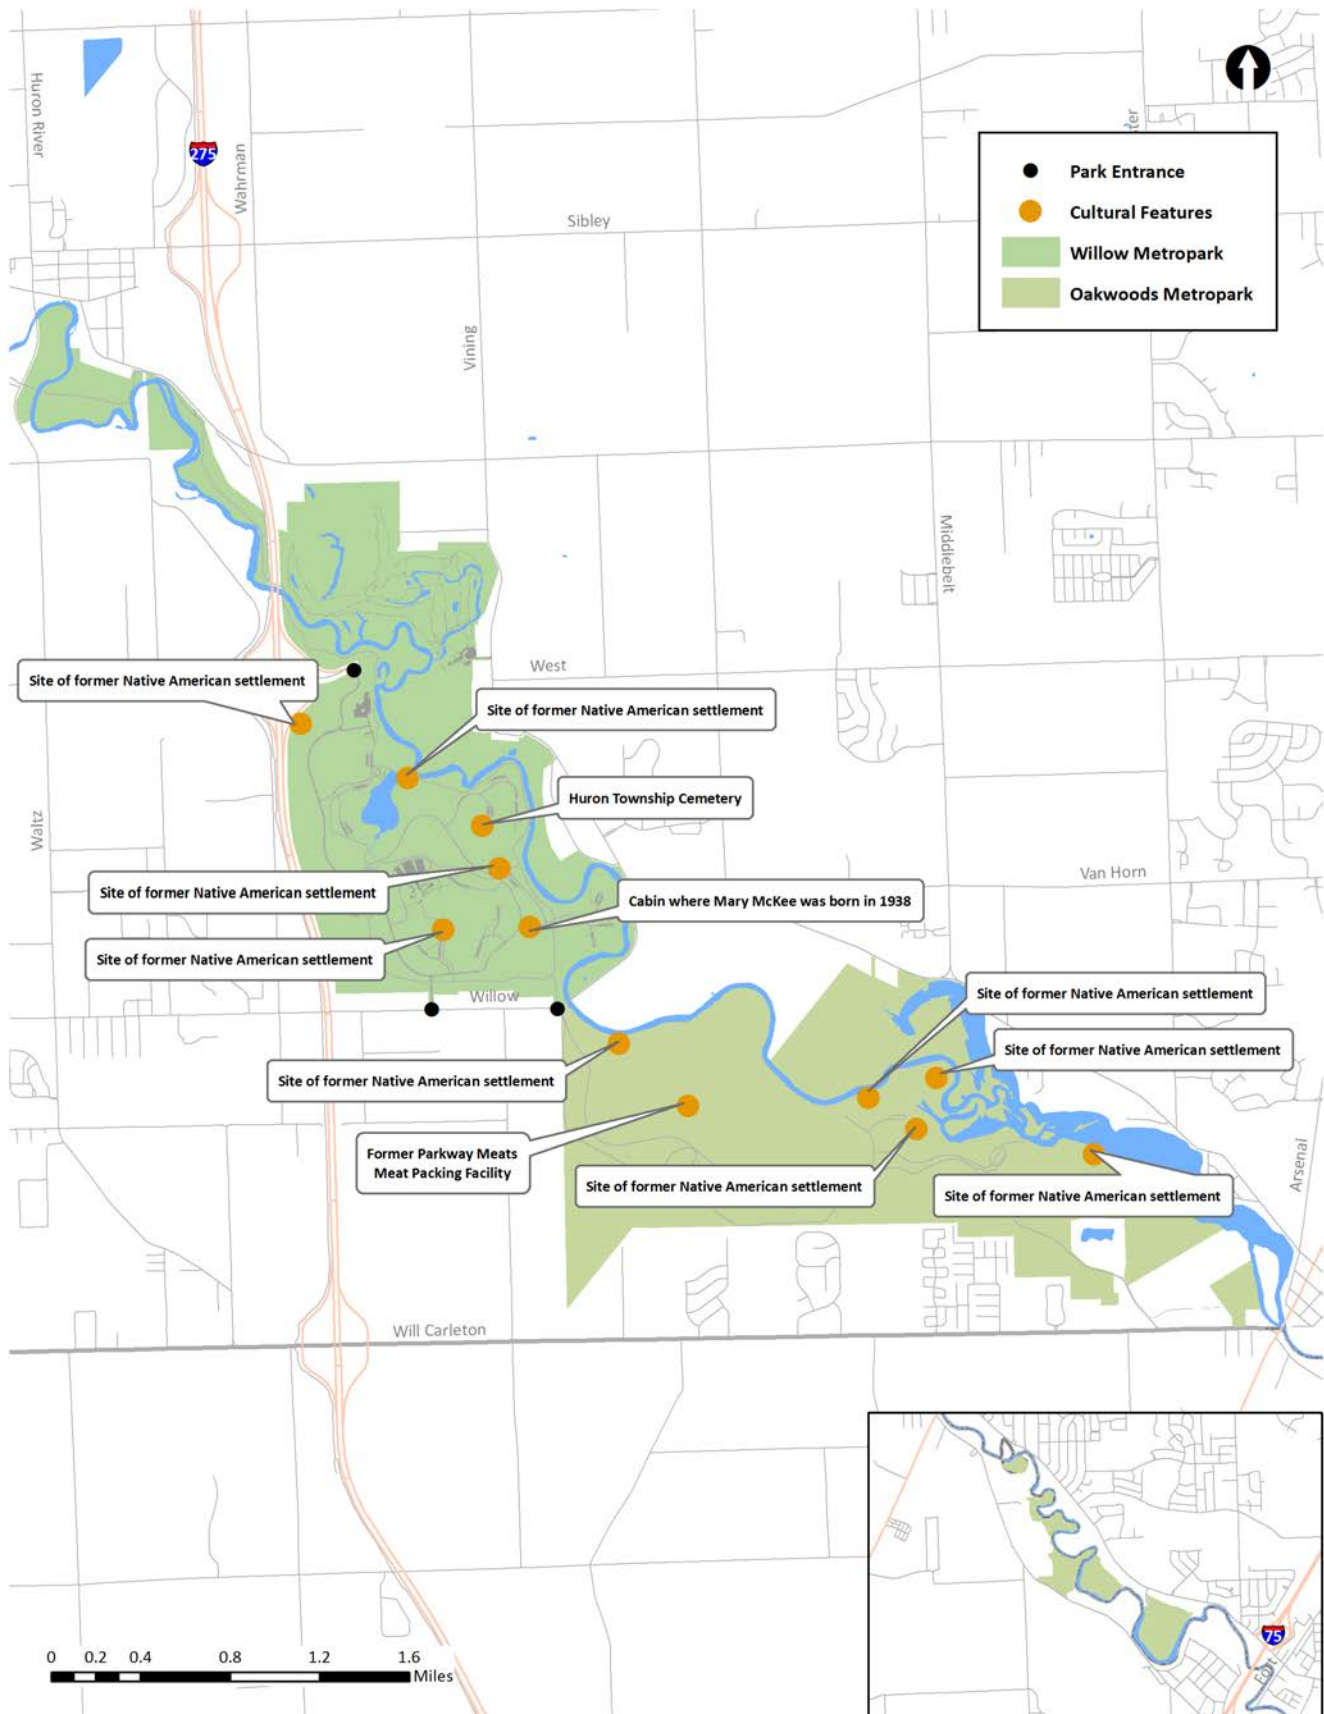 Huron River
275
Wahrman
ter
Park Entrance
Cultural Features
Willow Metropark
Oakwoods Metropark
Sibley
Vining
Middlebelt
West
Site of former Native American settlement
Site of former Native American settlement
Huron Township Cemetery
Waltz
Van Horn
Site of former Native American settlement
Cabin where Mary McKee was born in 1938
Site of former Native American settlement
Willow
Site of former Native American settlement
Site of former Native American settlement
Site of former Native American settlement
Former Parkway Meats
Meat Packing Facility
Site of former Native American settlement
Site of former Native American settlement
Arsenal
Will Carleton
75
Fort
0 0.2 0.4 0.8 1.2 1.6
Miles